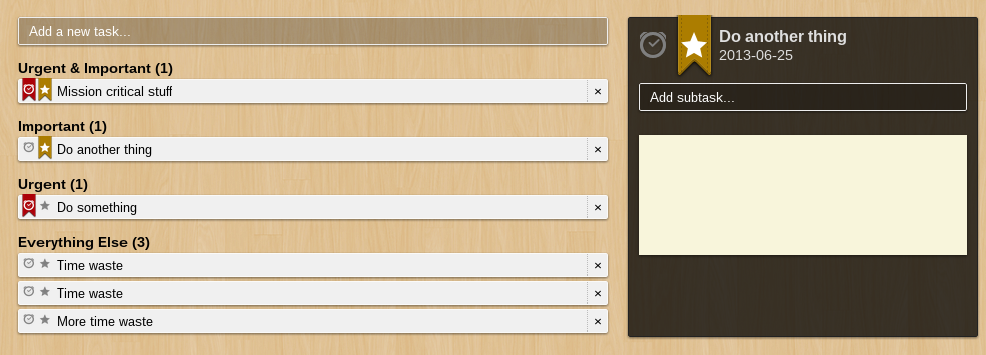 Add a new task...
Urgent & Important (1)
Mission critical stuff ×
Important (1)
Do another thing ×
Urgent (1)
Do something ×
Everything Else (3)
Time waste ×
Time waste ×
More time waste ×
Do another thing
2013-06-25
Add subtask...